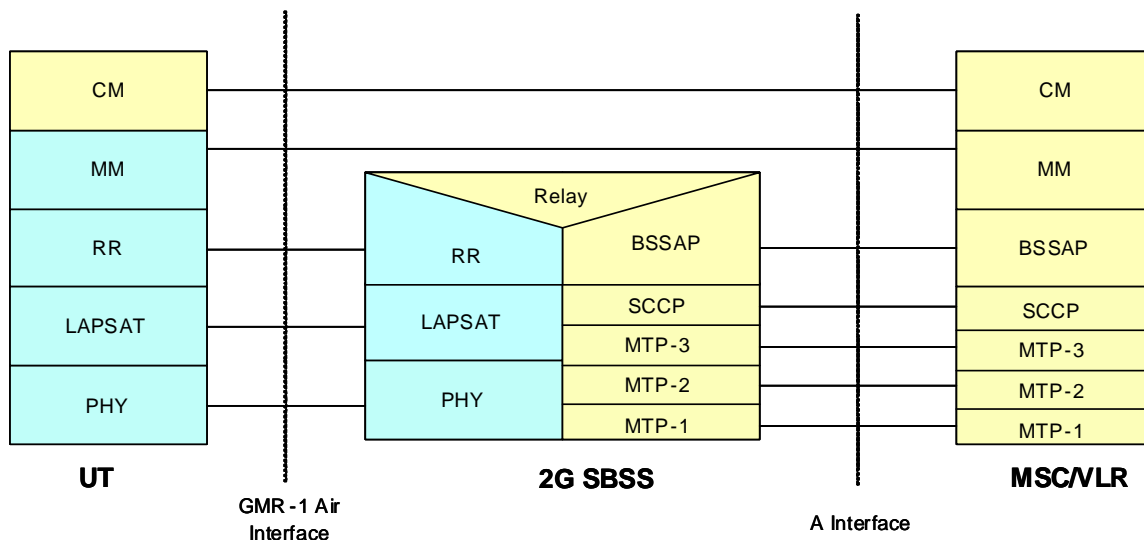 CM
MM
RR
LAPSAT
PHY
UT
GMR-1 Air
Interface
Relay
RR
LAPSAT
PHY
BSSAP
SCCP
MTP-3
MTP-2
MTP-1
2G SBSS
A Interface
CM
MM
BSSAP
SCCP
MTP-3
MTP-2
MTP-1
MSC/VLR